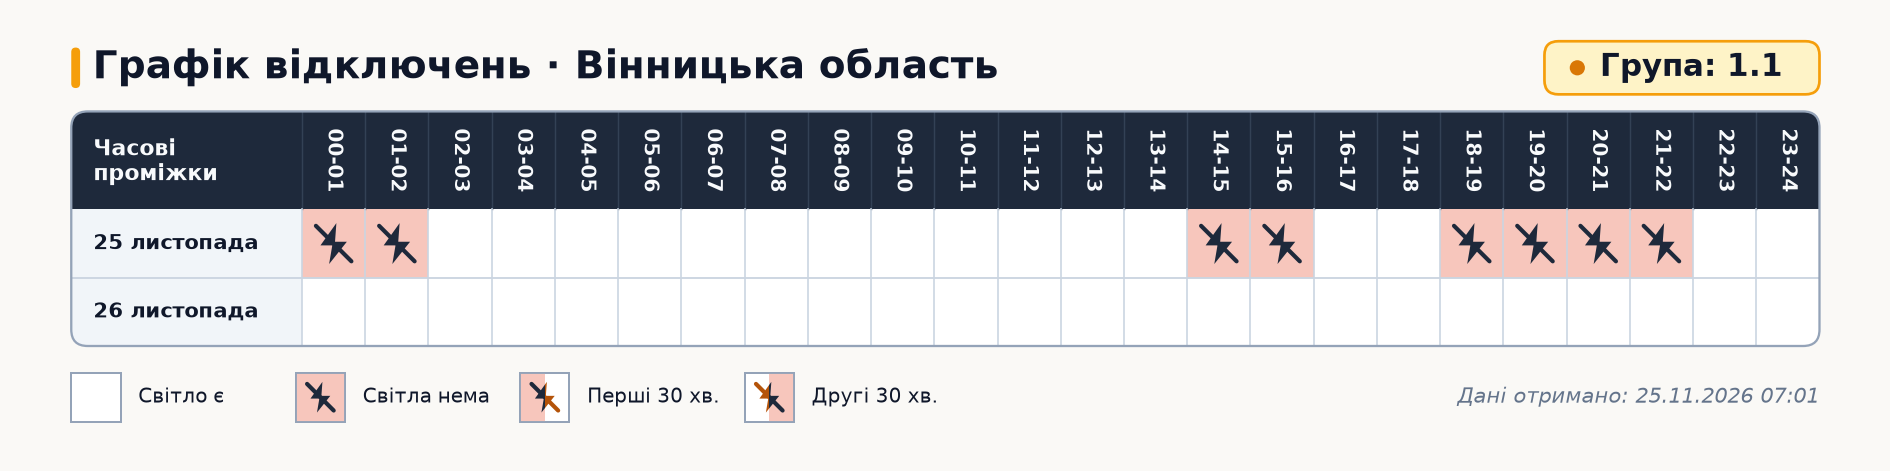 Графік відключень · Вінницька область
Група: 1.1
Часові
проміжки
00-01 01-02 02-03 03-04 04-05 05-06 06-07 07-08 08-09 09-10 10-11 11-12 12-13 13-14 14-15 15-16 16-17 17-18 18-19 19-20 20-21 21-22 22-23 23-24
25 листопада
26 листопада
Світло є Світла нема Перші 30 хв. Другі 30 хв.
Дані отримано: 25.11.2026 07:01